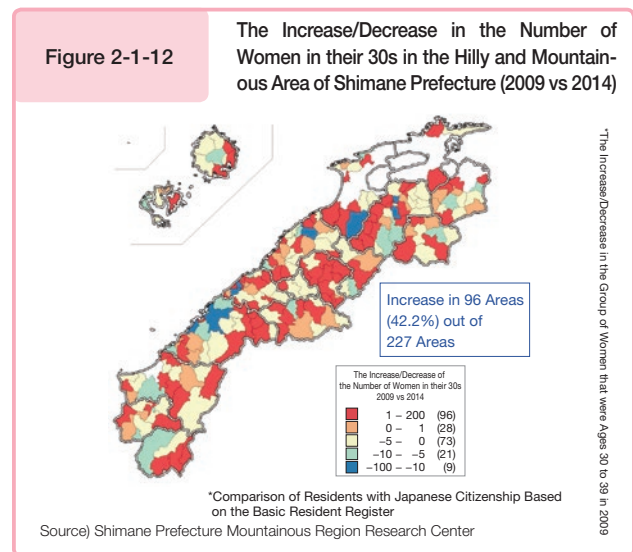 Figure 2-1-12
The Increase/Decrease in the Number of
Women in their 30s in the Hilly and Mountain-
ous Area of Shimane Prefecture (2009 vs 2014)
*The Increase/Decrease in the Group of Women that were Ages 30 to 39 in 2009
Increase in 96 Areas
(42.2%) out of
227 Areas
The Increase/Decrease of
the Number of Women in their 30s
2009 vs 2014
1 – 200 (96)
0 – 1 (28)
−5 – 0 (73)
−10 – −5 (21)
−100 – −10 (9)
*Comparison of Residents with Japanese Citizenship Based
on the Basic Resident Register
Source) Shimane Prefecture Mountainous Region Research Center